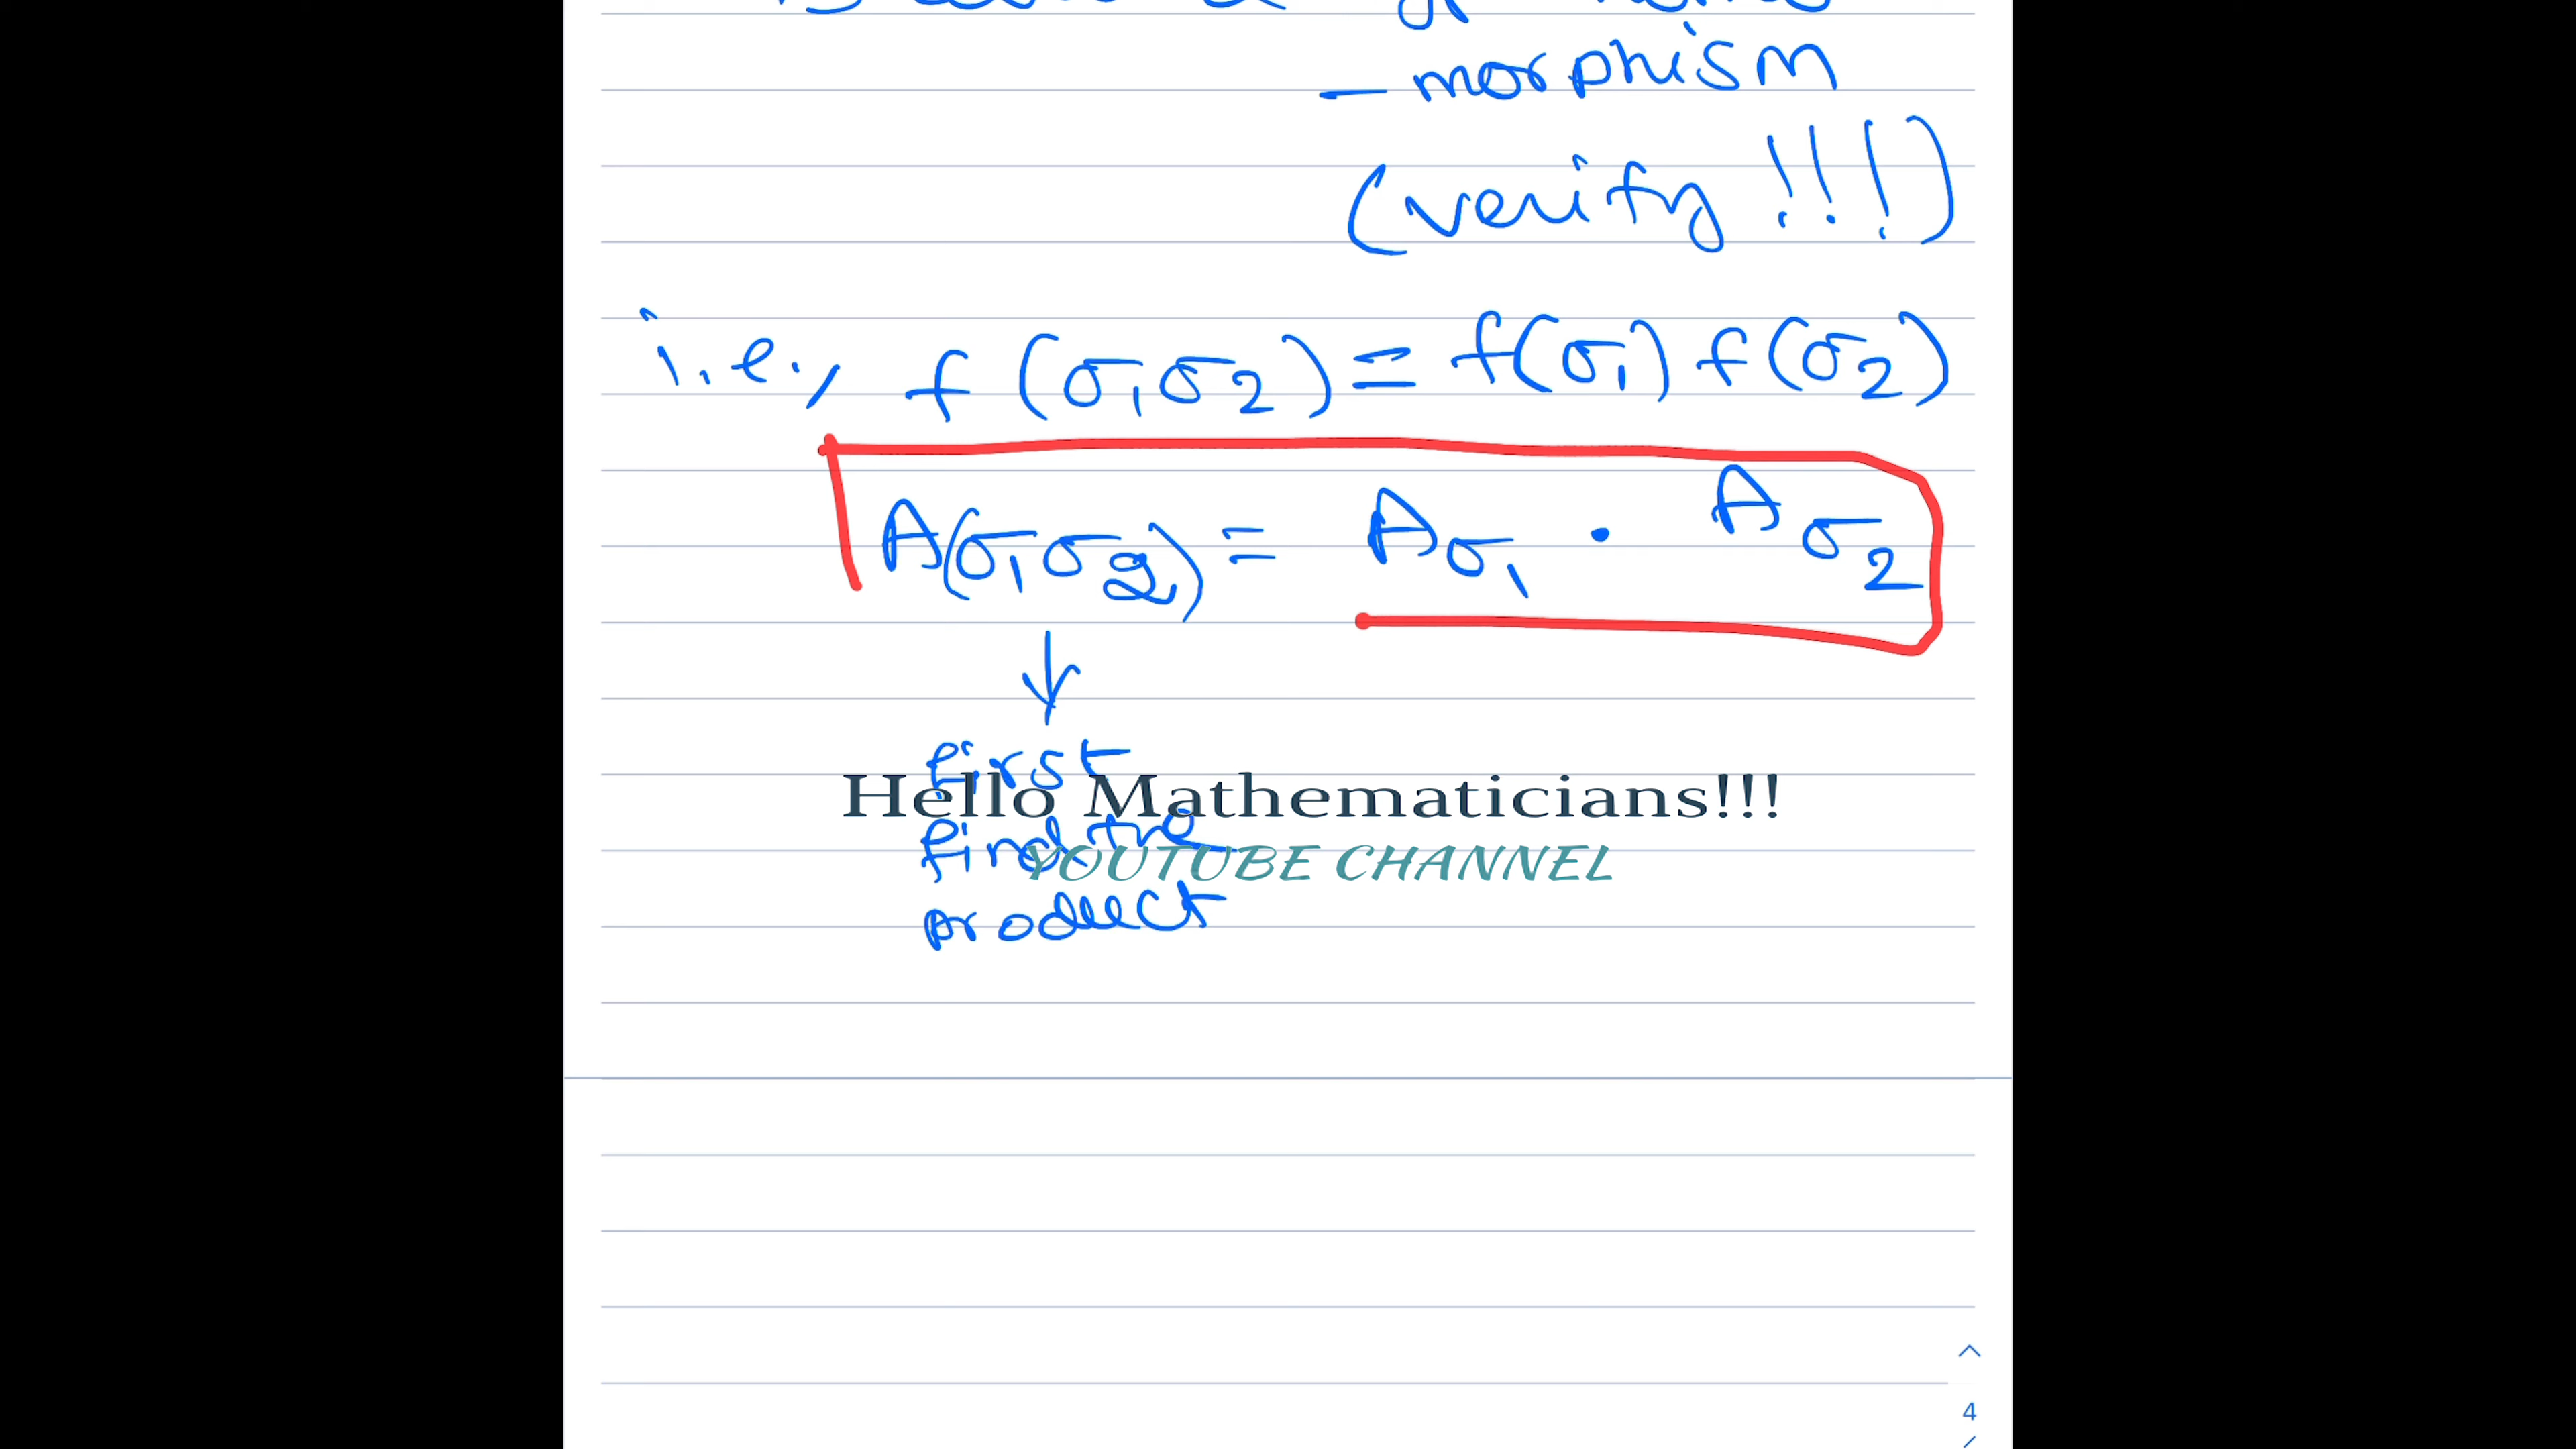 - morphism
(verify !!!)
i.e., f(σ₁σ₂) = f(σ₁) f(σ₂)
A(σ₁σ₂) = Aσ₁ · Aσ₂
↓
first
find the
product
Hello Mathematicians!!!
YOUTUBE CHANNEL
4